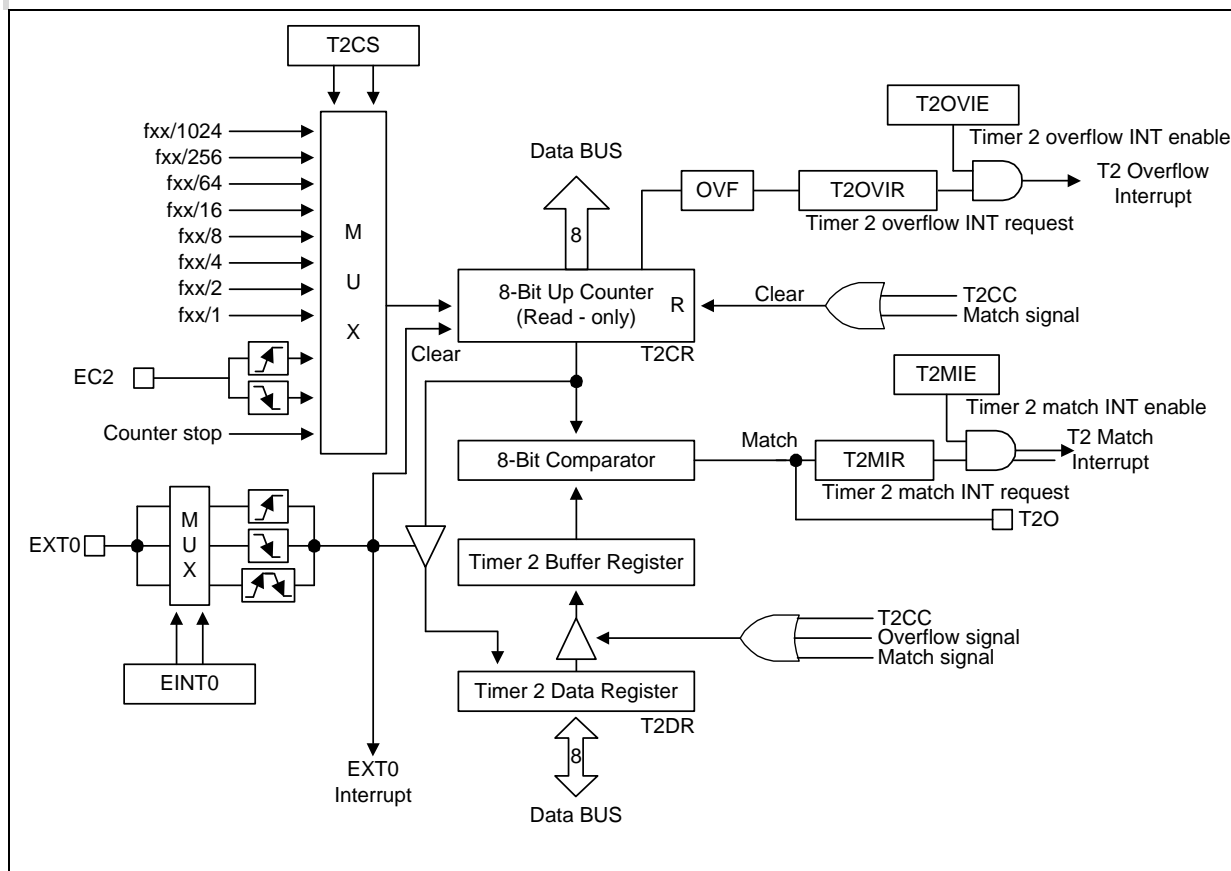 T2CS
fxx/1024
fxx/256
fxx/64
fxx/16
fxx/8
fxx/4
fxx/2
fxx/1
EC2
Counter stop
M
U
X
Data BUS
8
8-Bit Up Counter
(Read - only)
R
T2CR
Clear
OVF
T2OVIR
Timer 2 overflow INT request
T2OVIE
Timer 2 overflow INT enable
T2 Overflow
Interrupt
Clear
T2CC
Match signal
8-Bit Comparator
Match
T2MIE
Timer 2 match INT enable
T2MIR
Timer 2 match INT request
T2 Match
Interrupt
T2O
EXT0
M
U
X
EINT0
EXT0
Interrupt
Timer 2 Buffer Register
T2CC
Overflow signal
Match signal
Timer 2 Data Register
T2DR
8
Data BUS